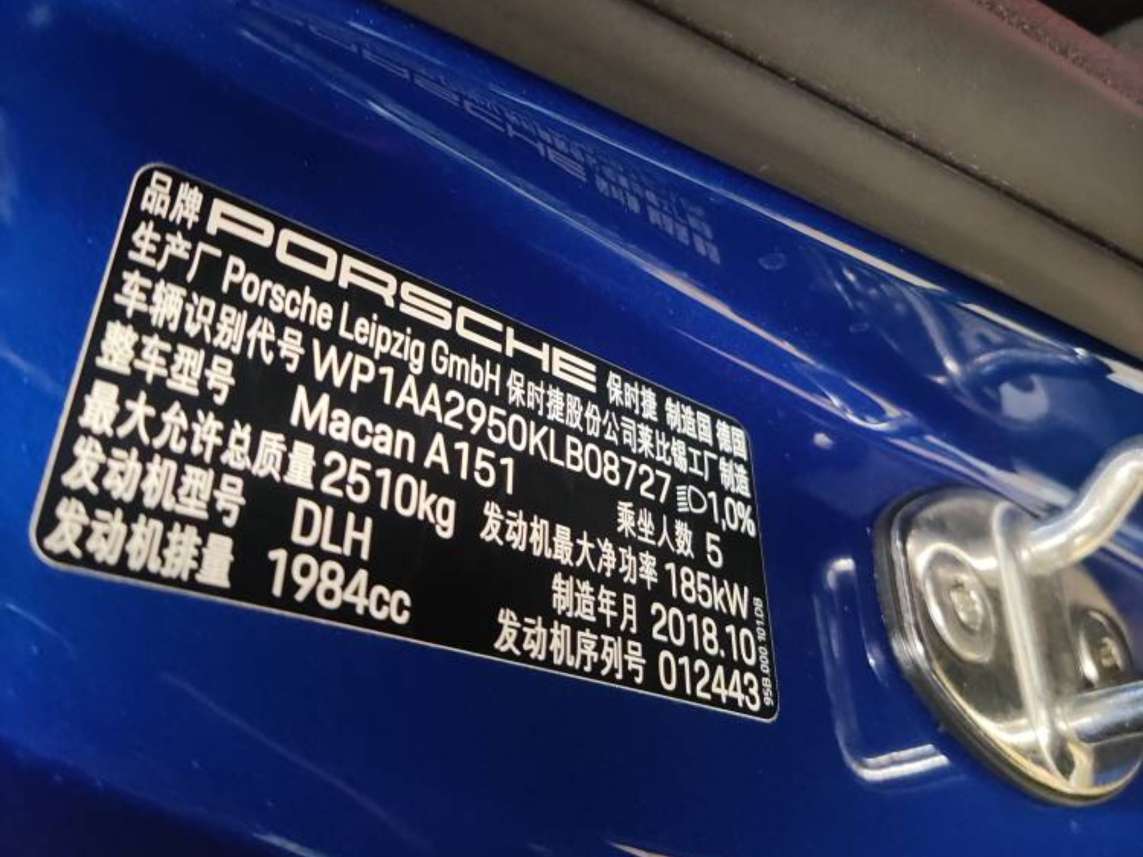 品牌 PORSCHE 保时捷 制造国 德国
生产厂 Porsche Leipzig GmbH 保时捷股份公司莱比锡工厂制造
车辆识别代号 WP1AA2950KLB08727 1,0%
整车型号 Macan A151 乘坐人数 5
最大允许总质量 2510kg 发动机最大净功率 185kW
发动机型号 DLH 制造年月 2018.10
发动机排量 1984cc 发动机序列号 012443
95B.000.101.DB